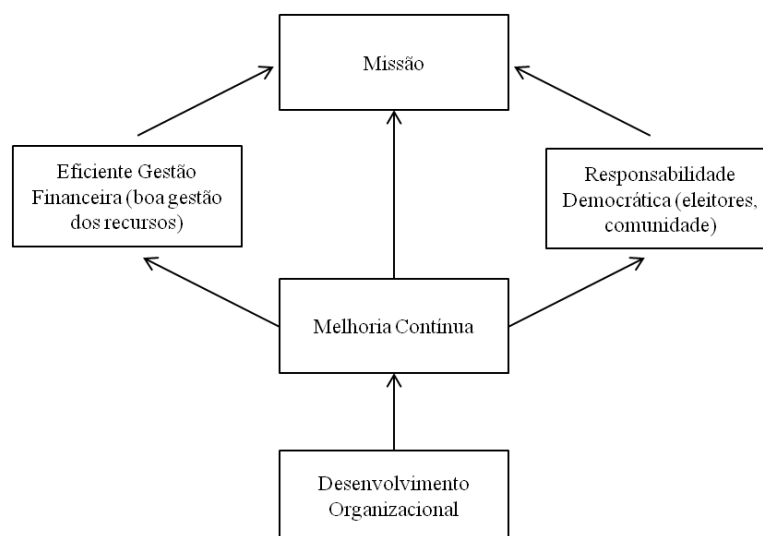 Missão
Eficiente Gestão
Financeira (boa gestão
dos recursos)
Responsabilidade
Democrática (eleitores,
comunidade)
Melhoria Contínua
Desenvolvimento
Organizacional